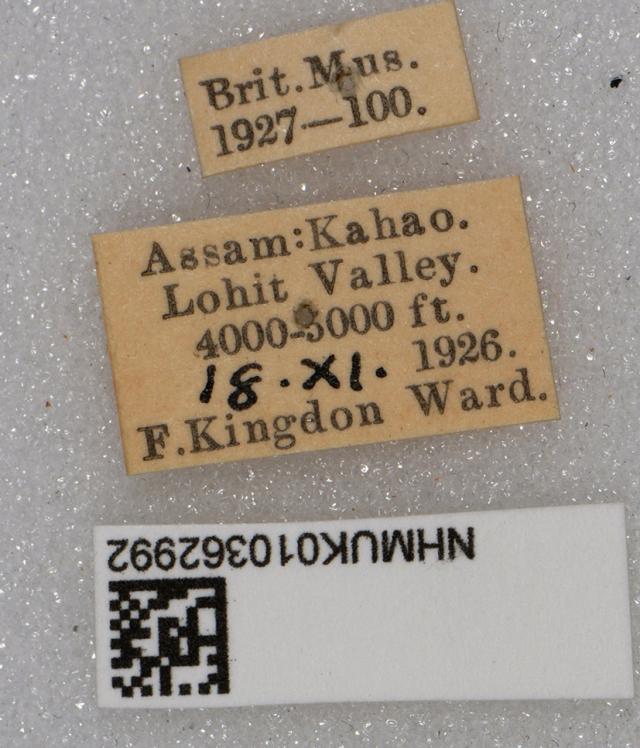 Brit.Mus.
1927—100.
Assam:Kahao.
Lohit Valley.
4000-5000 ft.
18.XI. 1926.
F.Kingdon Ward.
NHMUK010362992